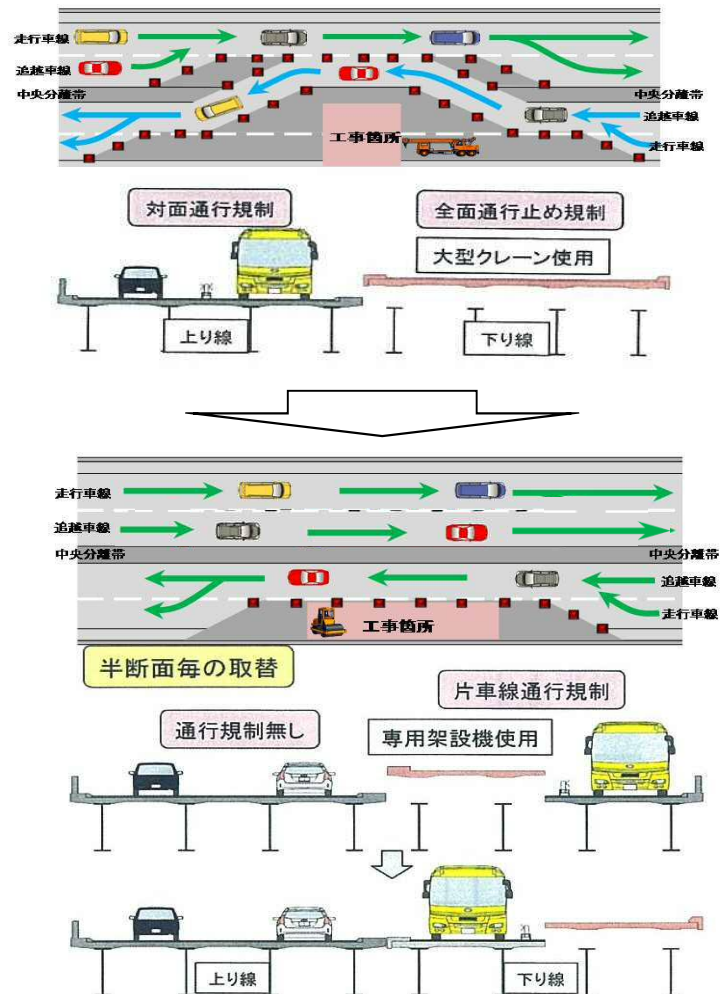 走行車線
追越車線
中央分離帯
中央分離帯
追越車線
走行車線
工事箇所
対面通行規制
全面通行止め規制
大型クレーン使用
上り線
下り線
走行車線
追越車線
中央分離帯
中央分離帯
追越車線
走行車線
工事箇所
半断面毎の取替
片車線通行規制
通行規制無し
専用架設機使用
上り線
下り線